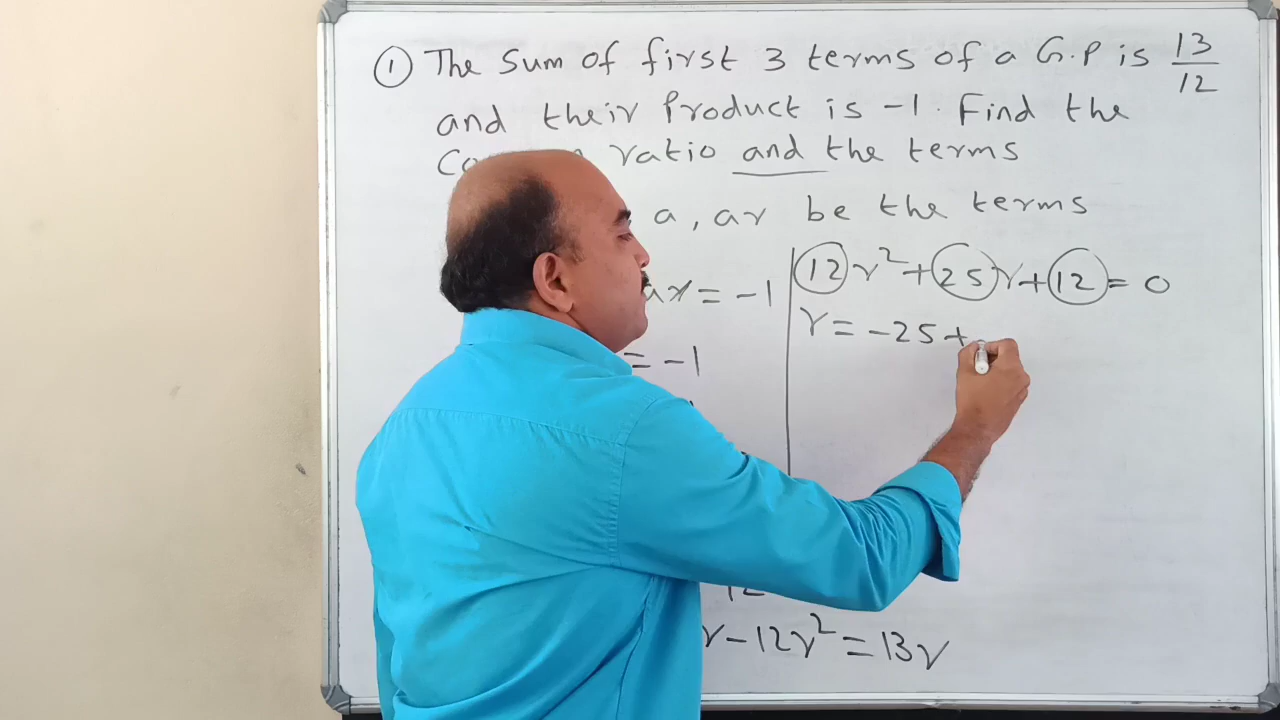 ① The Sum of first 3 terms of a G.P is 13/12
and their Product is -1. Find the
ratio and the terms
a, ar be the terms
= -1
= -1
12
r - 12r² = 13r
12r² + 25r + 12 = 0
r = -25 +